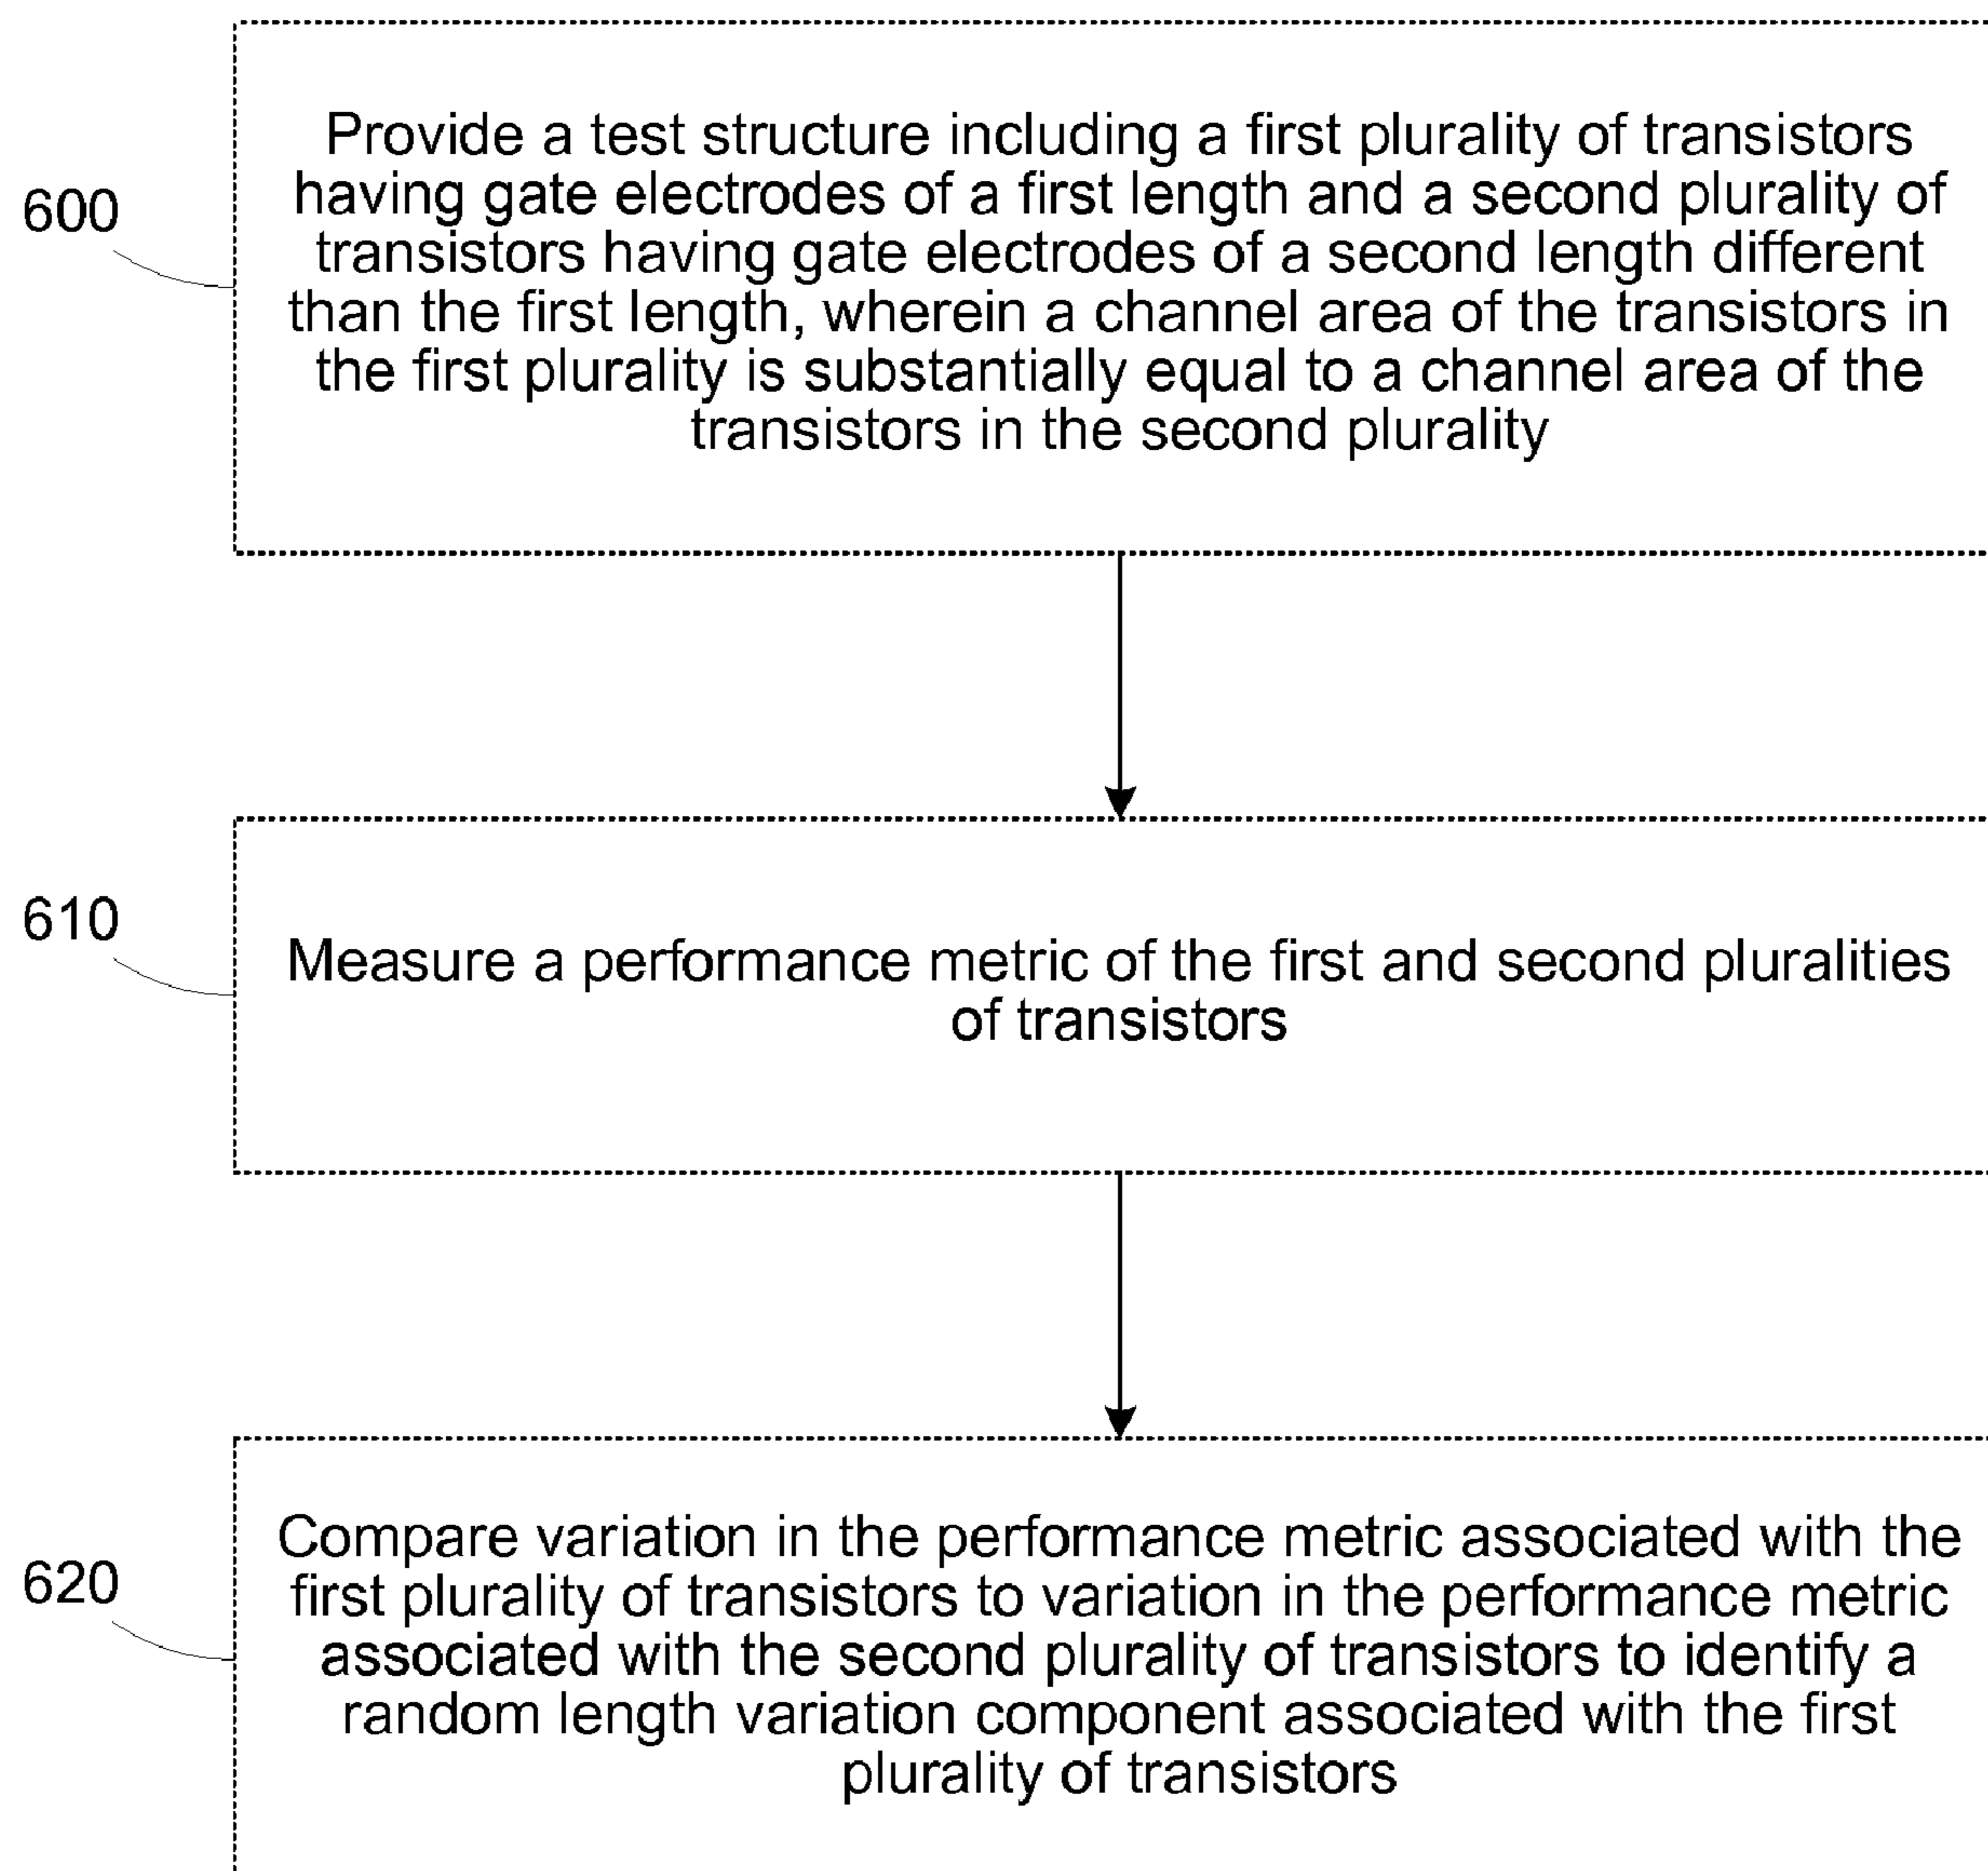 600
Provide a test structure including a first plurality of transistors
having gate electrodes of a first length and a second plurality of
transistors having gate electrodes of a second length different
than the first length, wherein a channel area of the transistors in
the first plurality is substantially equal to a channel area of the
transistors in the second plurality
610
Measure a performance metric of the first and second pluralities
of transistors
620
Compare variation in the performance metric associated with the
first plurality of transistors to variation in the performance metric
associated with the second plurality of transistors to identify a
random length variation component associated with the first
plurality of transistors